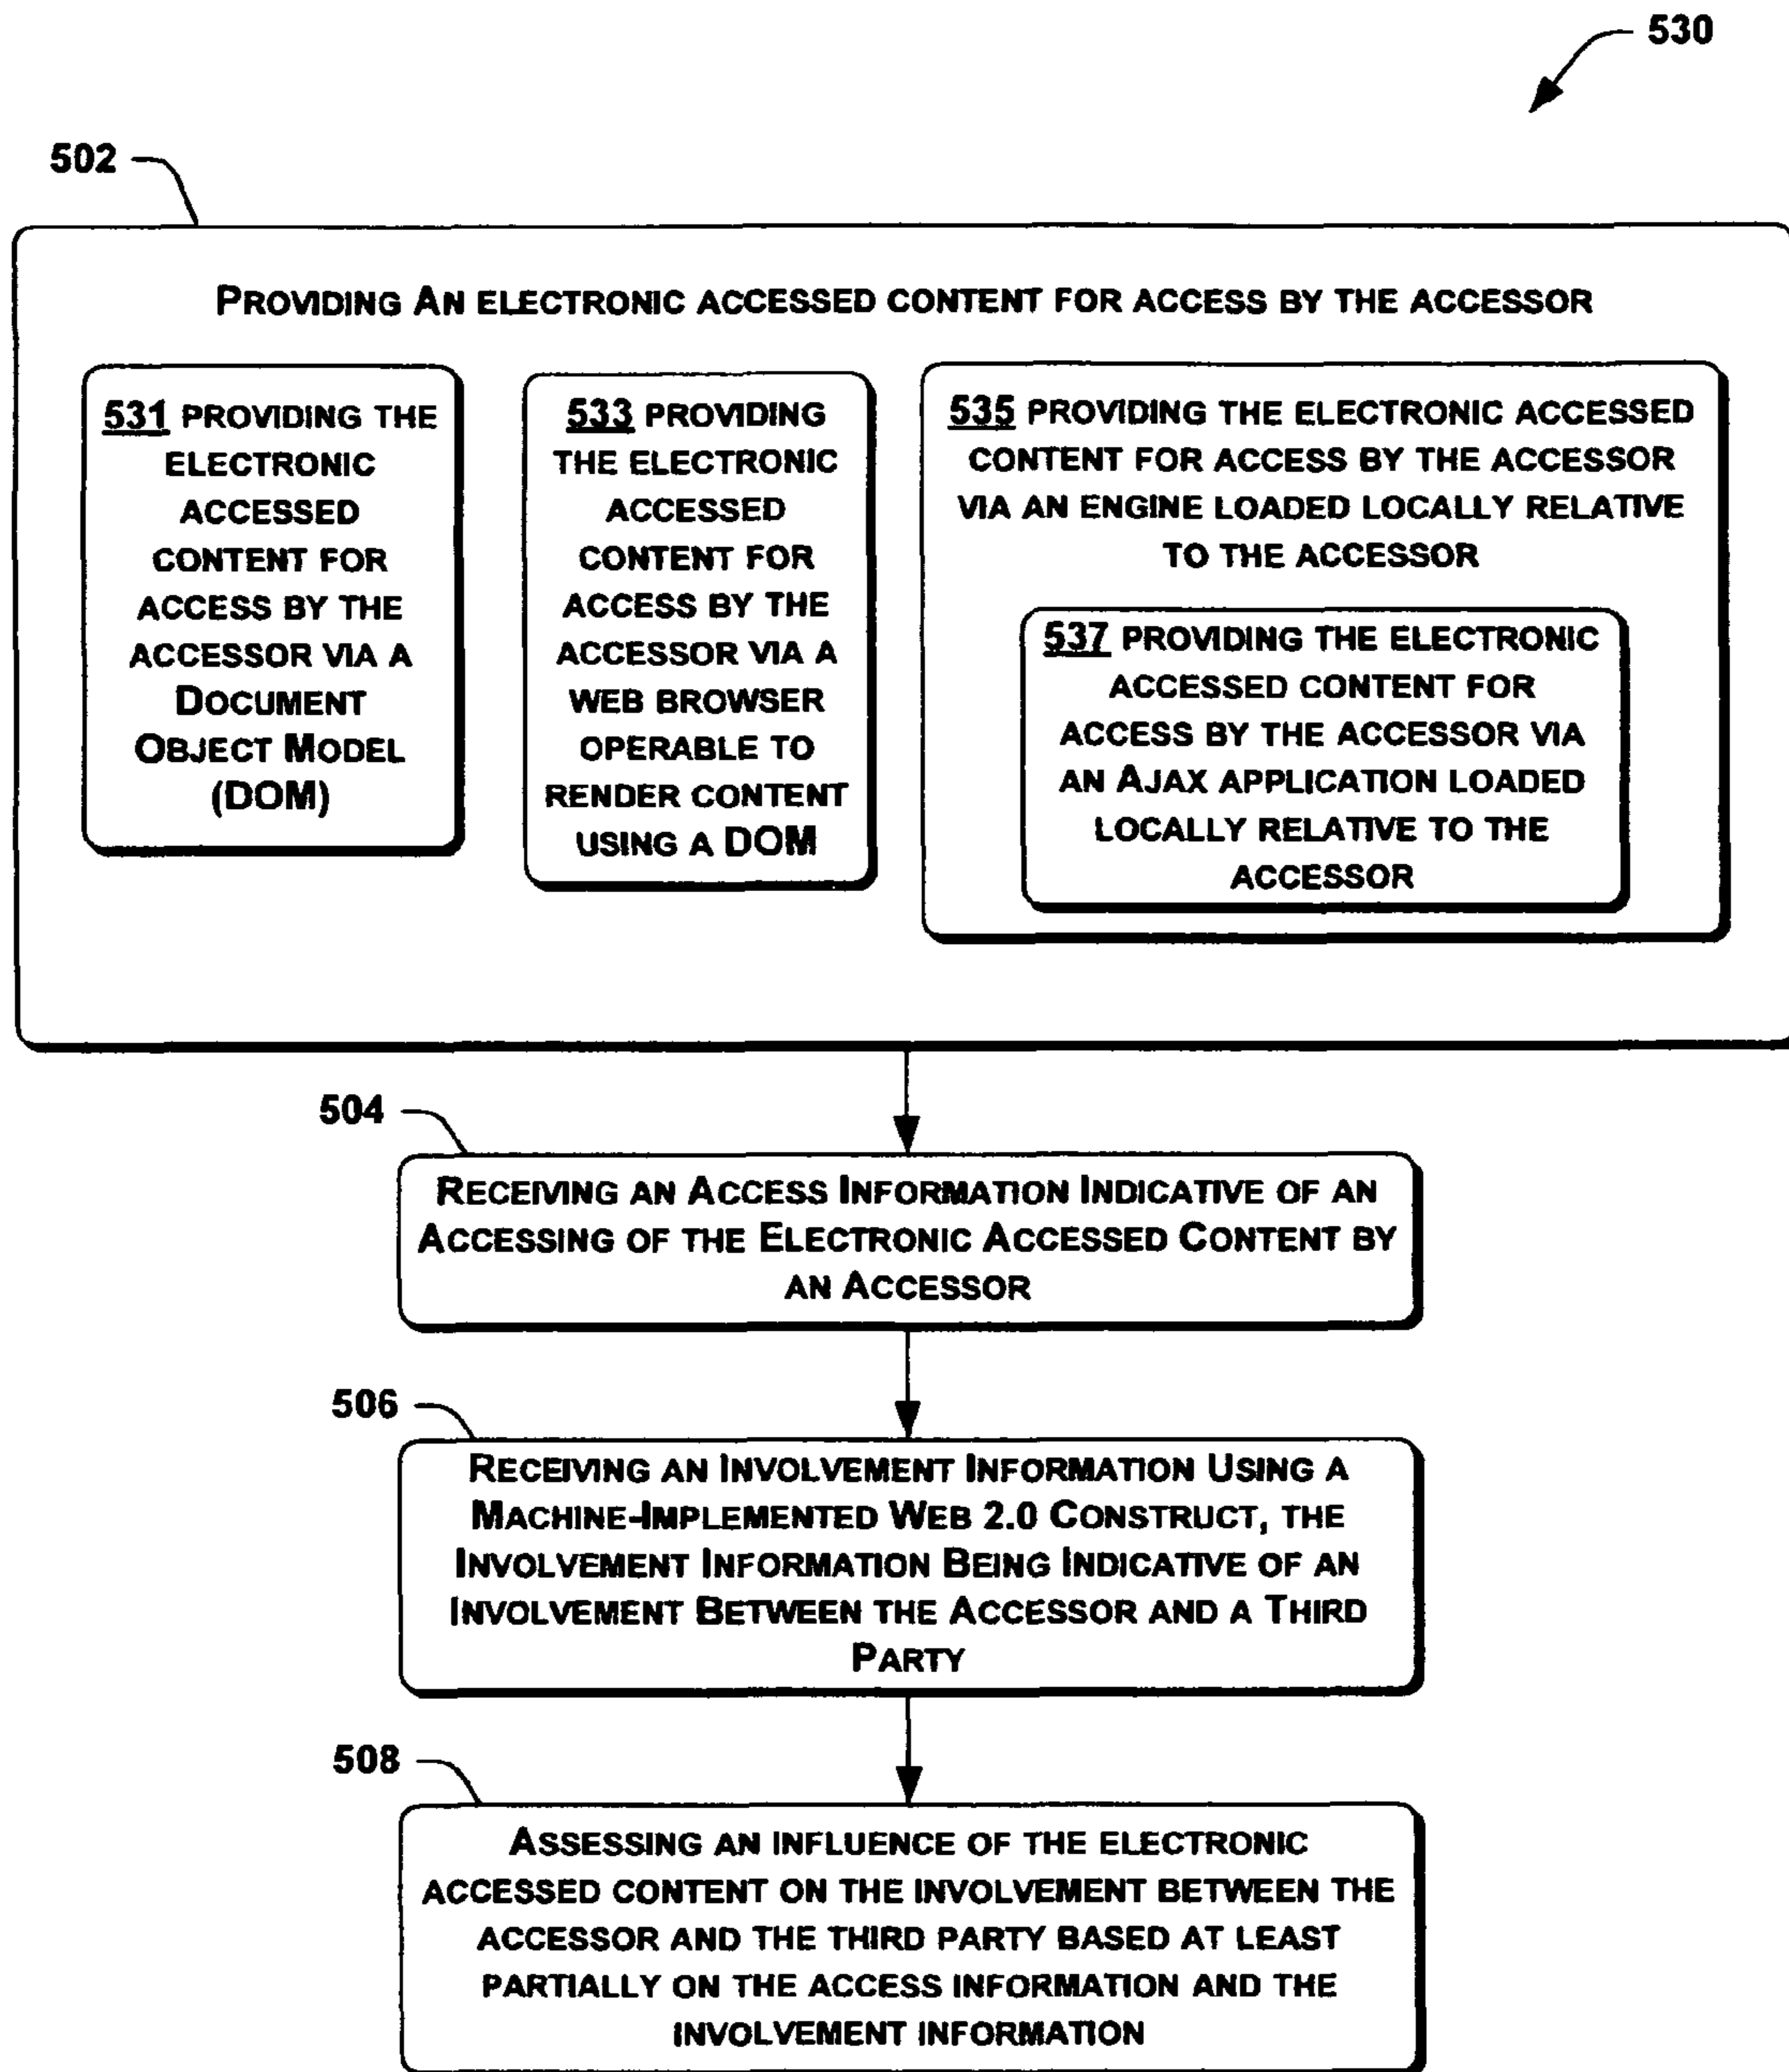 530
502
PROVIDING AN ELECTRONIC ACCESSED CONTENT FOR ACCESS BY THE ACCESSOR
531 PROVIDING THE
ELECTRONIC
ACCESSED
CONTENT FOR
ACCESS BY THE
ACCESSOR VIA A
DOCUMENT
OBJECT MODEL
(DOM)
533 PROVIDING
THE ELECTRONIC
ACCESSED
CONTENT FOR
ACCESS BY THE
ACCESSOR VIA A
WEB BROWSER
OPERABLE TO
RENDER CONTENT
USING A DOM
535 PROVIDING THE ELECTRONIC ACCESSED
CONTENT FOR ACCESS BY THE ACCESSOR
VIA AN ENGINE LOADED LOCALLY RELATIVE
TO THE ACCESSOR
537 PROVIDING THE ELECTRONIC
ACCESSED CONTENT FOR
ACCESS BY THE ACCESSOR VIA
AN AJAX APPLICATION LOADED
LOCALLY RELATIVE TO THE
ACCESSOR
504
RECEIVING AN ACCESS INFORMATION INDICATIVE OF AN
ACCESSING OF THE ELECTRONIC ACCESSED CONTENT BY
AN ACCESSOR
506
RECEIVING AN INVOLVEMENT INFORMATION USING A
MACHINE-IMPLEMENTED WEB 2.0 CONSTRUCT, THE
INVOLVEMENT INFORMATION BEING INDICATIVE OF AN
INVOLVEMENT BETWEEN THE ACCESSOR AND A THIRD
PARTY
508
ASSESSING AN INFLUENCE OF THE ELECTRONIC
ACCESSED CONTENT ON THE INVOLVEMENT BETWEEN THE
ACCESSOR AND THE THIRD PARTY BASED AT LEAST
PARTIALLY ON THE ACCESS INFORMATION AND THE
INVOLVEMENT INFORMATION